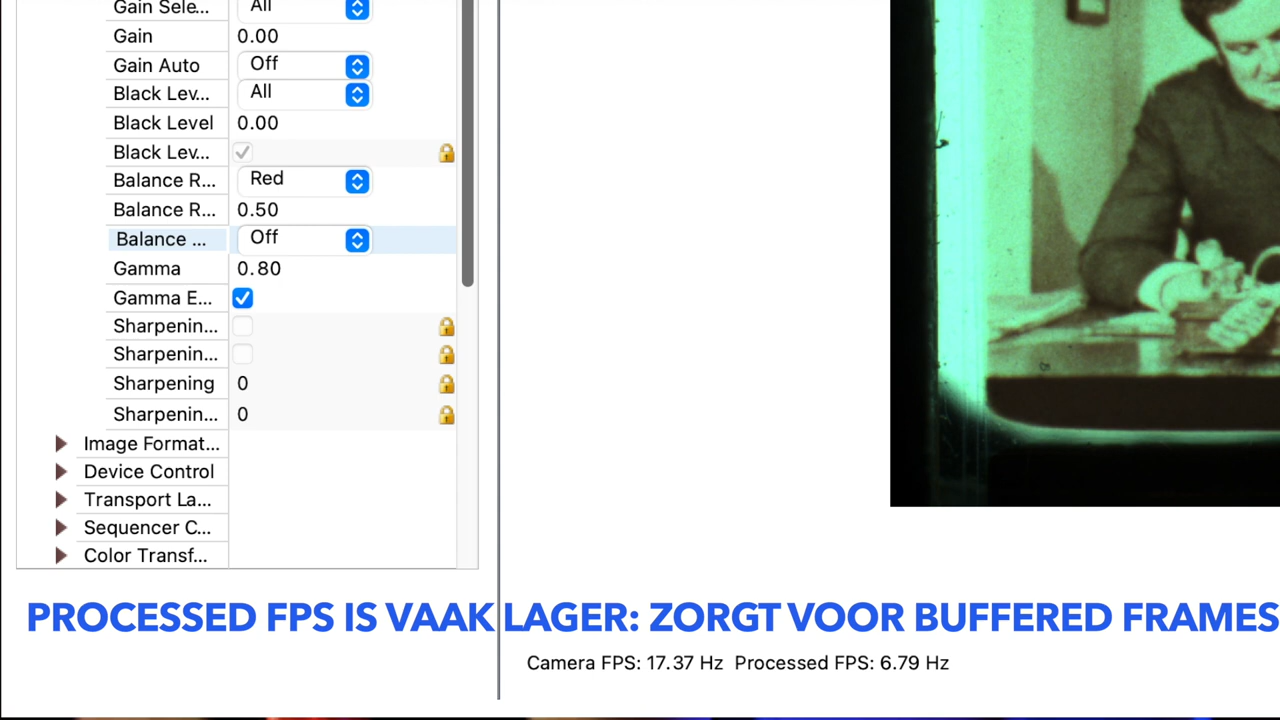 Gain Sele... All
Gain 0.00
Gain Auto Off
Black Lev... All
Black Level 0.00
Black Lev...
Balance R... Red
Balance R... 0.50
Balance ... Off
Gamma 0.80
Gamma E...
Sharpenin...
Sharpenin...
Sharpening 0
Sharpenin... 0
Image Format...
Device Control
Transport La...
Sequencer C...
Color Transf...
PROCESSED FPS IS VAAK LAGER: ZORGT VOOR BUFFERED FRAMES
Camera FPS: 17.37 Hz Processed FPS: 6.79 Hz